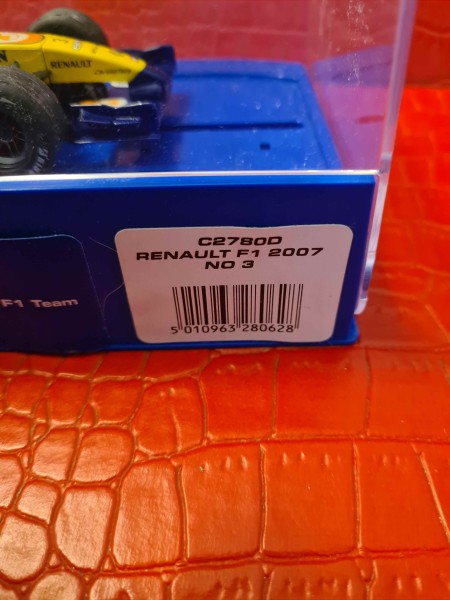 RENAULT
F1 Team
C2780D
RENAULT F1 2007
NO 3
5 010963 280628